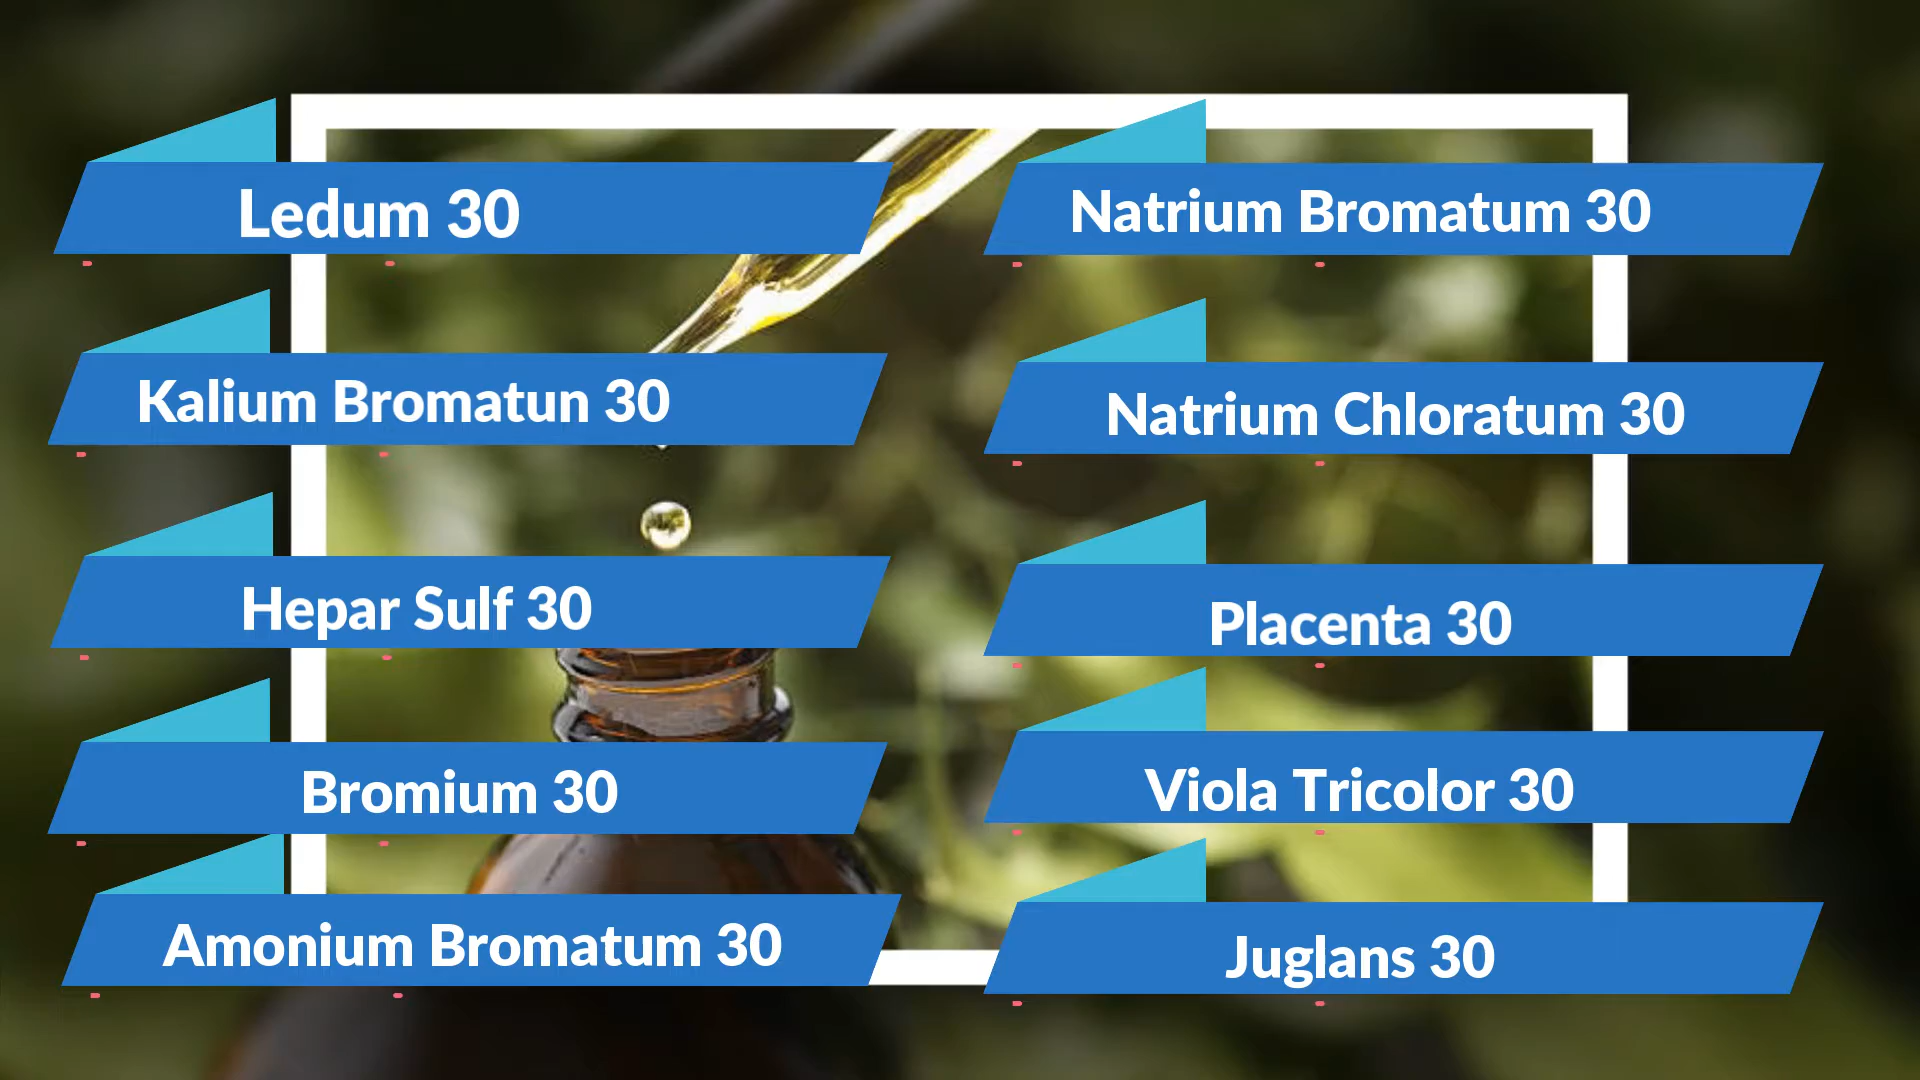 Ledum 30
Kalium Bromatun 30
Hepar Sulf 30
Bromium 30
Amonium Bromatum 30
Natrium Bromatum 30
Natrium Chloratum 30
Placenta 30
Viola Tricolor 30
Juglans 30